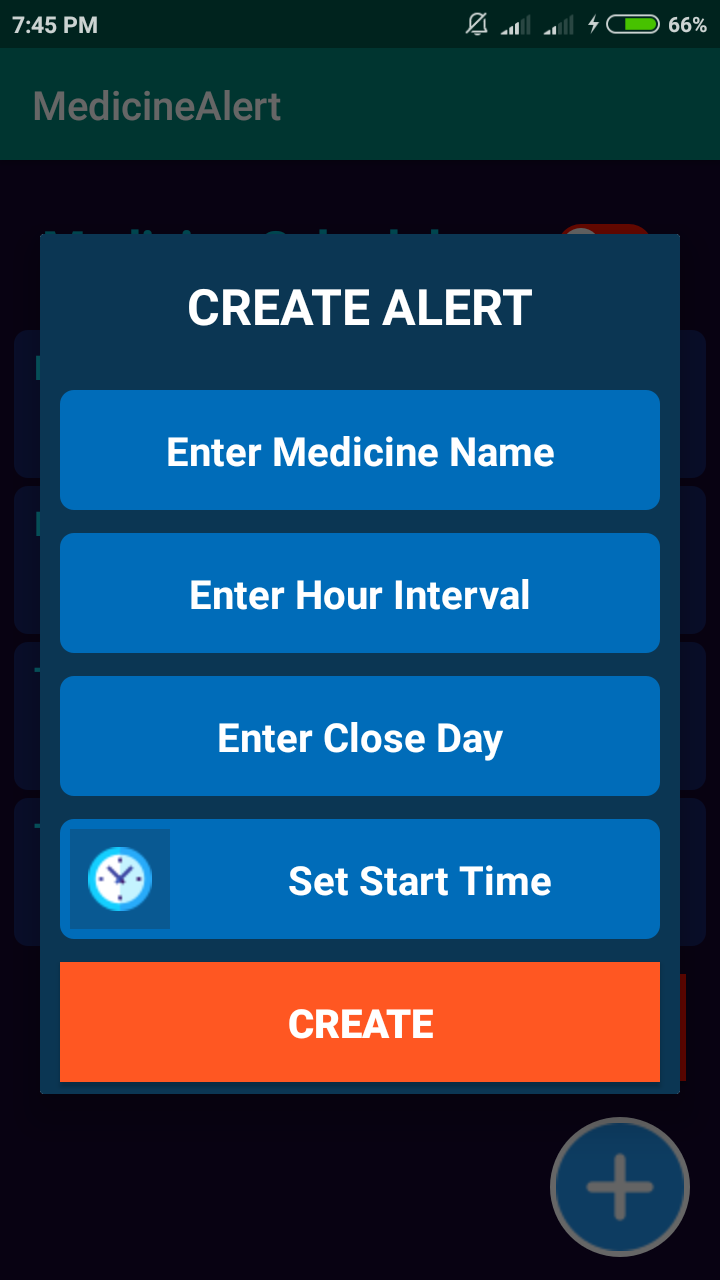 7:45 PM
66%
MedicineAlert
CREATE ALERT
Enter Medicine Name
Enter Hour Interval
Enter Close Day
Set Start Time
CREATE